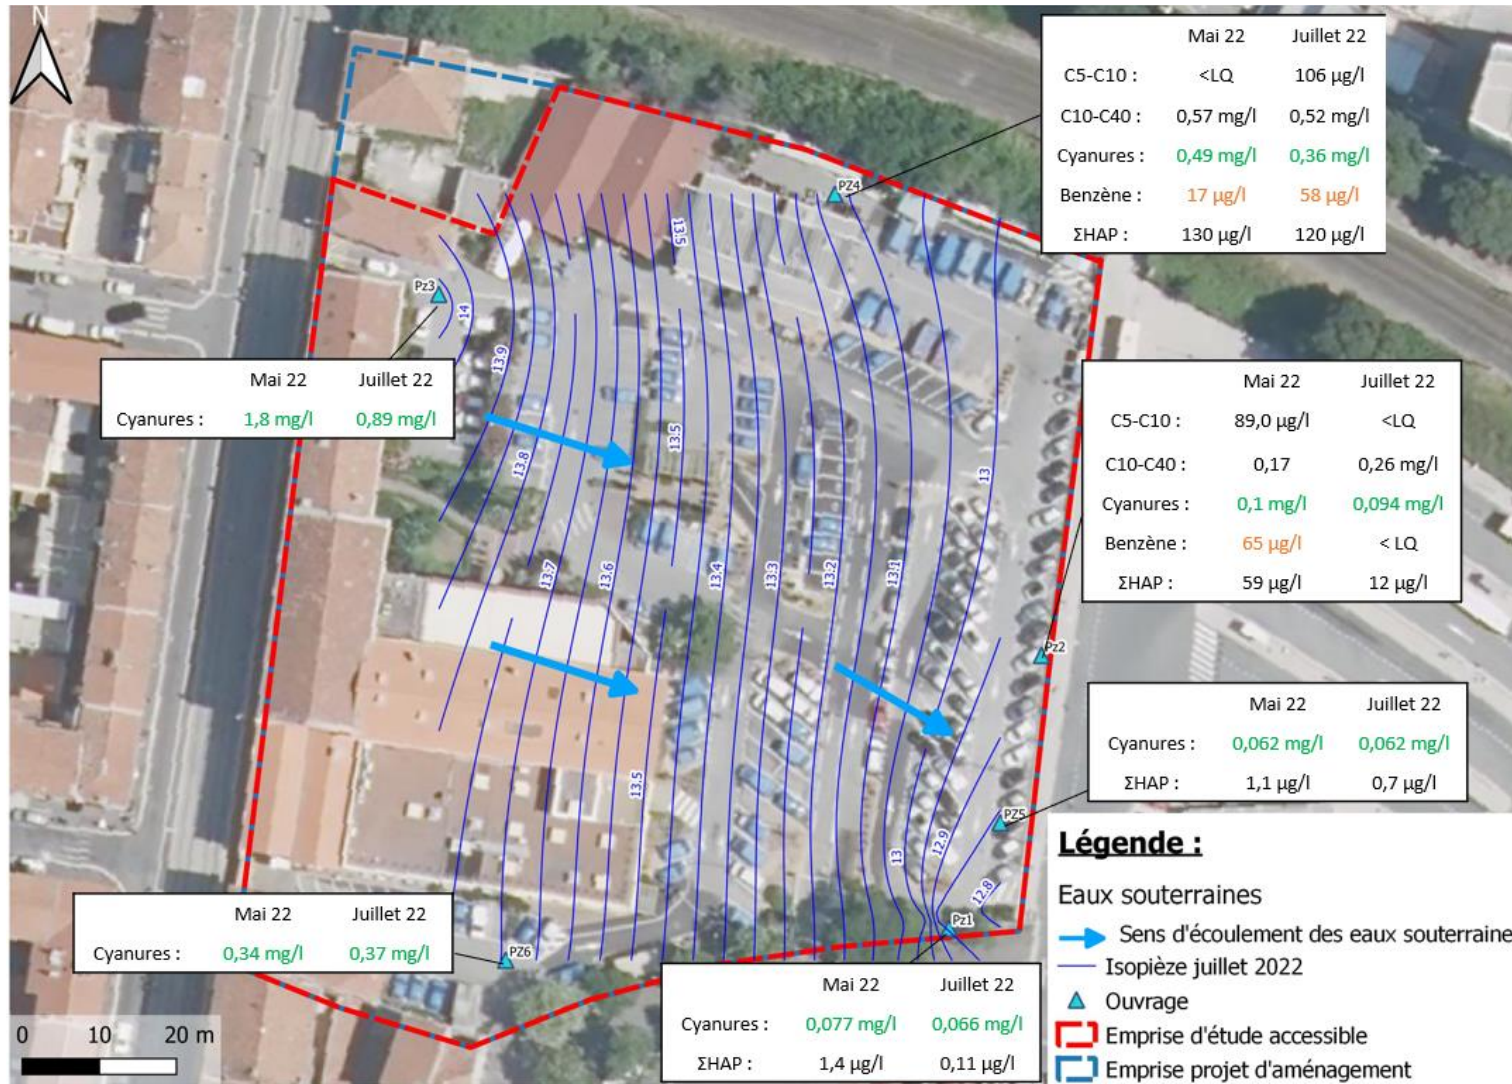 N
Mai 22 Juillet 22
C5-C10 : <LQ 106 µg/l
C10-C40 : 0,57 mg/l 0,52 mg/l
Cyanures : 0,49 mg/l 0,36 mg/l
Benzène : 17 µg/l 58 µg/l
ΣHAP : 130 µg/l 120 µg/l
PZ4
Pz3
Mai 22 Juillet 22
Cyanures : 1,8 mg/l 0,89 mg/l
Mai 22 Juillet 22
C5-C10 : 89,0 µg/l <LQ
C10-C40 : 0,17 0,26 mg/l
Cyanures : 0,1 mg/l 0,094 mg/l
Benzène : 65 µg/l < LQ
ΣHAP : 59 µg/l 12 µg/l
Pz2
13.5
14
13.9
13.8
13.5
13
13.7
13.6
13.4
13.3
13.2
13.1
13.5
13
12.9
12.8
Mai 22 Juillet 22
Cyanures : 0,062 mg/l 0,062 mg/l
ΣHAP : 1,1 µg/l 0,7 µg/l
PZ5
Pz1
PZ6
Mai 22 Juillet 22
Cyanures : 0,34 mg/l 0,37 mg/l
Mai 22 Juillet 22
Cyanures : 0,077 mg/l 0,066 mg/l
ΣHAP : 1,4 µg/l 0,11 µg/l
0 10 20 m
Légende :
Eaux souterraines
Sens d'écoulement des eaux souterraine
Isopièze juillet 2022
Ouvrage
Emprise d'étude accessible
Emprise projet d'aménagement